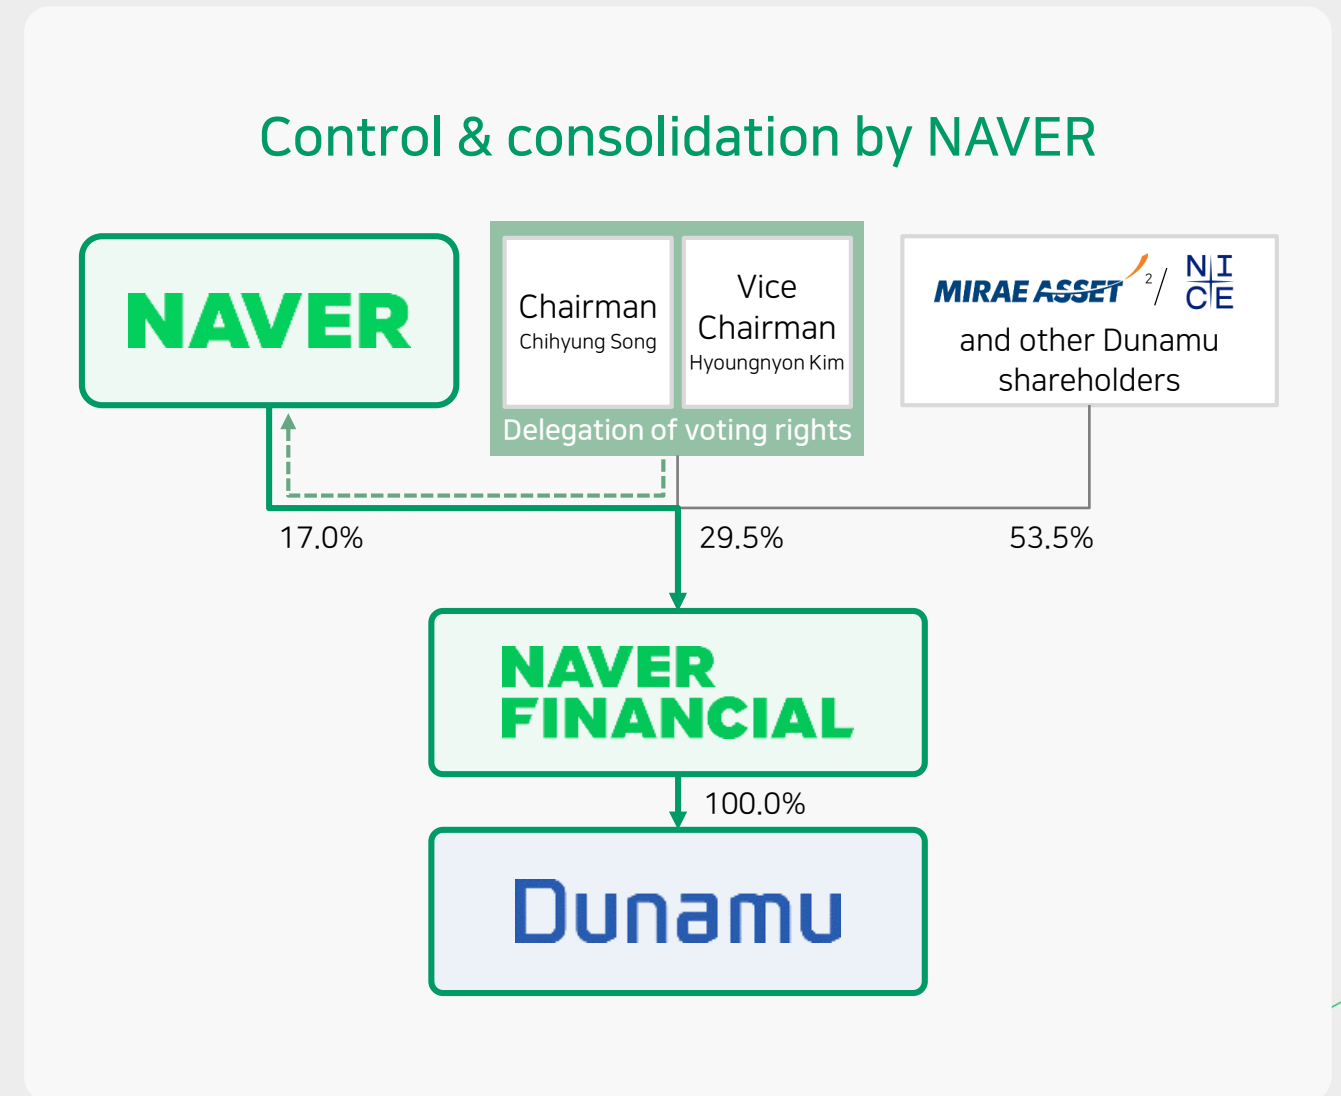 Control & consolidation by NAVER
NAVER
Chairman
Chihyung Song
Vice
Chairman
Hyoungnyon Kim
Delegation of voting rights
MIRAE ASSET 2 / NICE
and other Dunamu
shareholders
17.0%
29.5%
53.5%
NAVER
FINANCIAL
100.0%
Dunamu